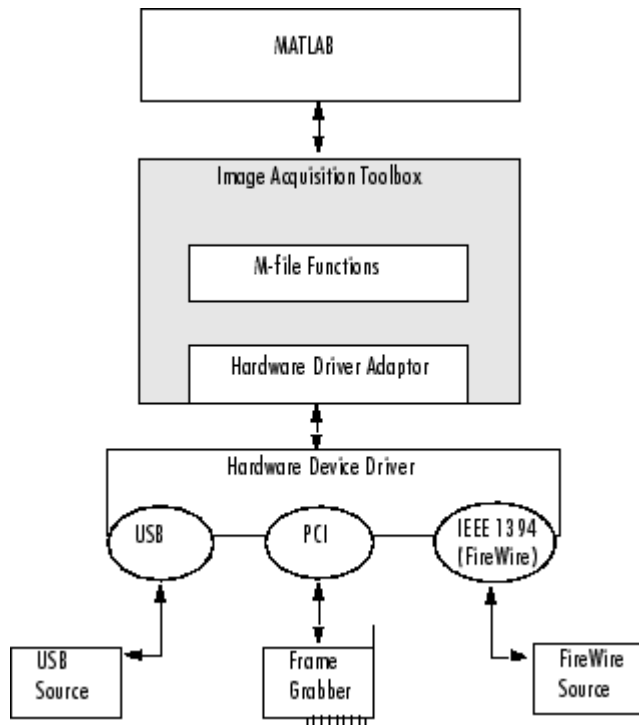 MATLAB
Image Acquisition Toolbox
M-file Functions
Hardware Driver Adaptor
Hardware Device Driver
USB
PCI
IEEE 1394
(FireWire)
USB
Source
Frame
Grabber
FireWire
Source